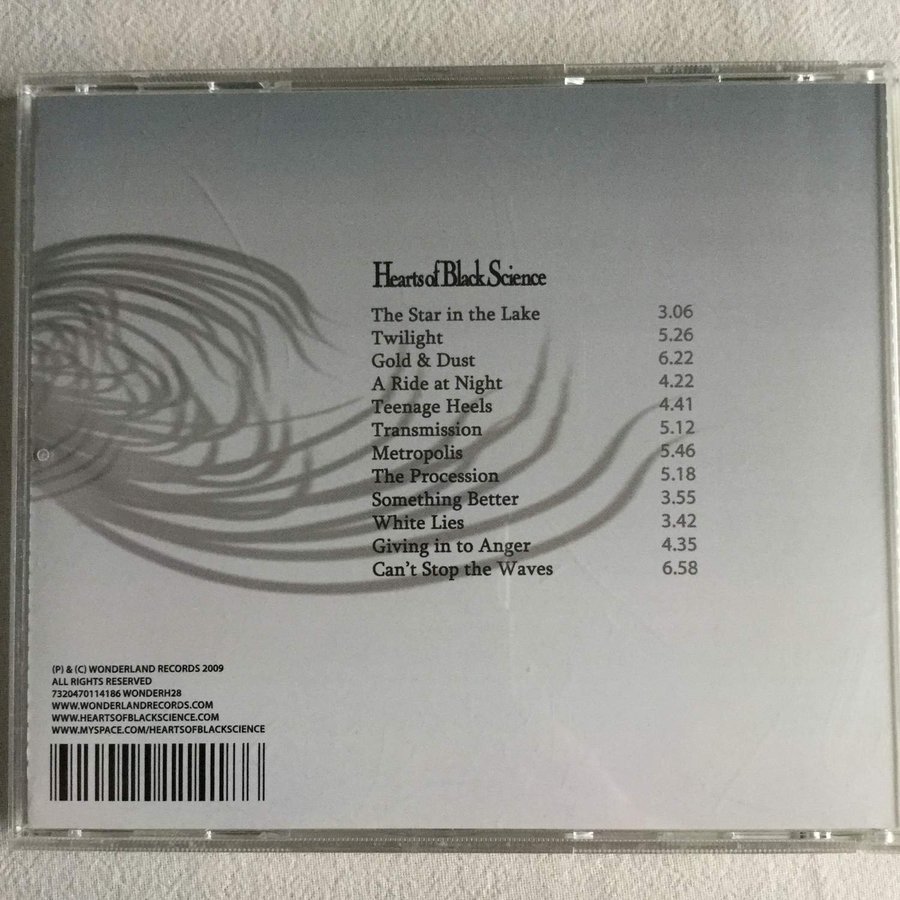 Hearts of Black Science
The Star in the Lake 3.06
Twilight 5.26
Gold & Dust 6.22
A Ride at Night 4.22
Teenage Heels 4.41
Transmission 5.12
Metropolis 5.46
The Procession 5.18
Something Better 3.55
White Lies 3.42
Giving in to Anger 4.35
Can't Stop the Waves 6.58
(P) & (C) WONDERLAND RECORDS 2009
ALL RIGHTS RESERVED
7320470114186 WONDERH28
WWW.WONDERLANDRECORDS.COM
WWW.HEARTSOFBLACKSCIENCE.COM
WWW.MYSPACE.COM/HEARTSOFBLACKSCIENCE